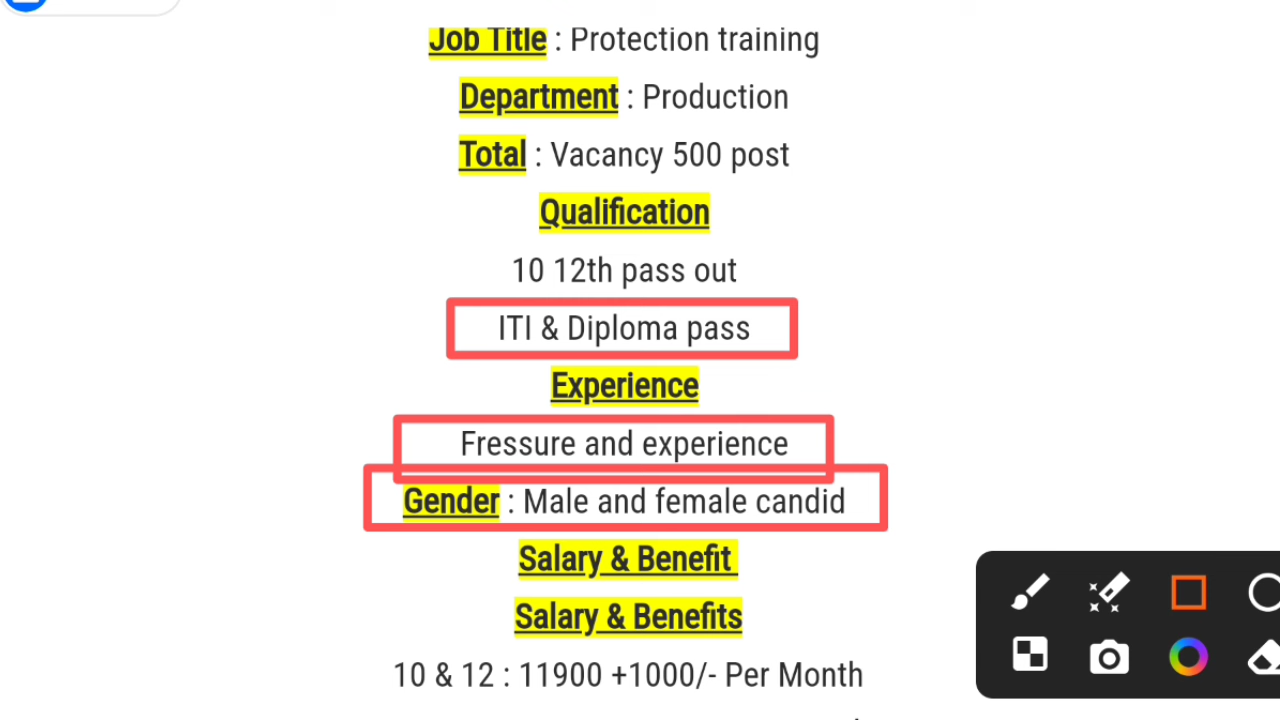 Job Title : Protection training
Department : Production
Total : Vacancy 500 post
Qualification
10 12th pass out
ITI & Diploma pass
Experience
Fressure and experience
Gender : Male and female candid
Salary & Benefit
Salary & Benefits
10 & 12 : 11900 +1000/- Per Month